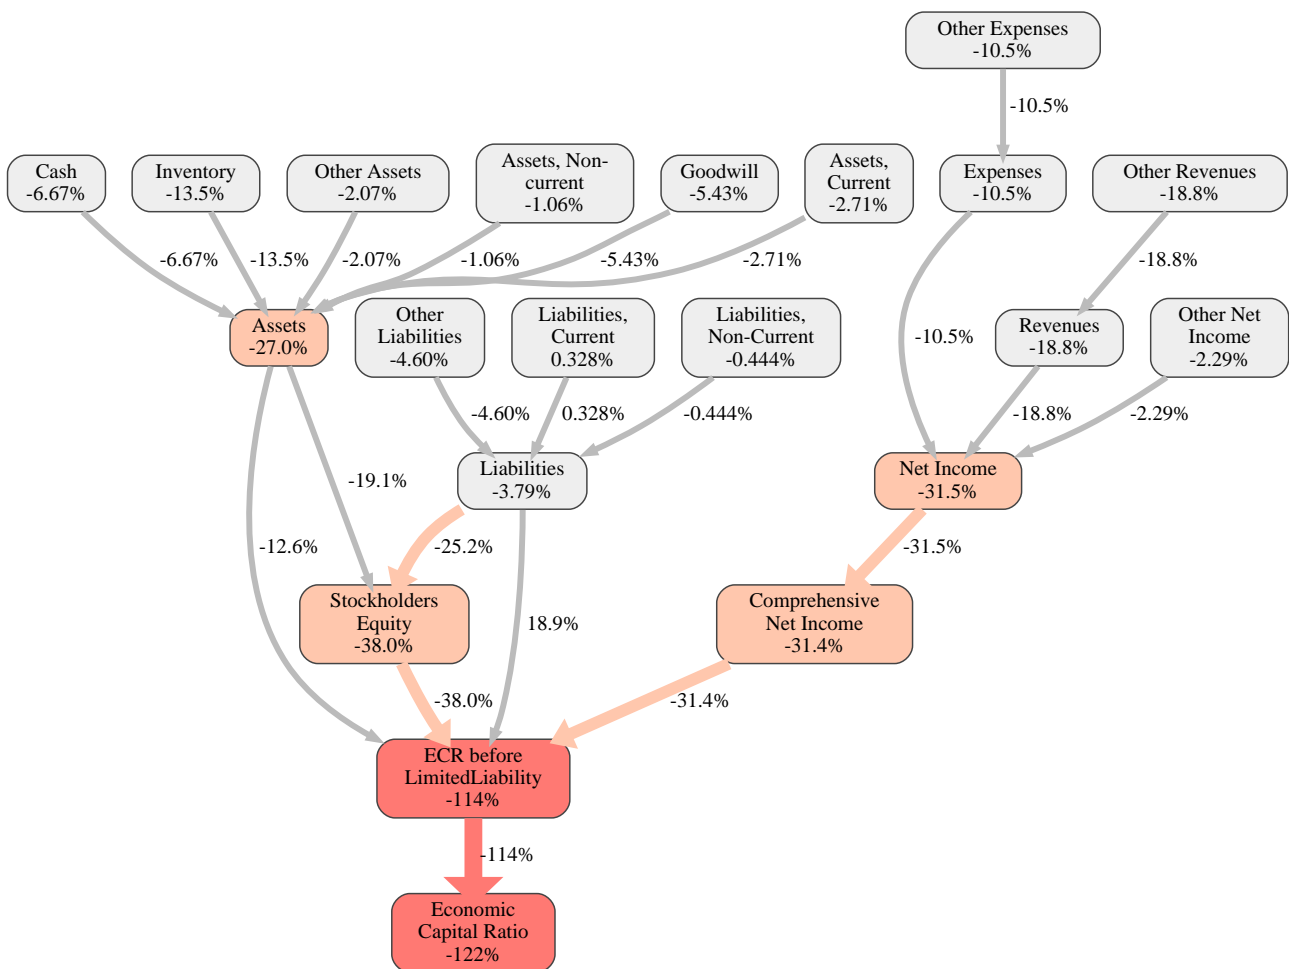 Other Expenses
-10.5%
-10.5%
Cash
-6.67%
Inventory
-13.5%
Other Assets
-2.07%
Assets, Non-
current
-1.06%
Goodwill
-5.43%
Assets,
Current
-2.71%
Expenses
-10.5%
Other Revenues
-18.8%
-6.67%
-13.5%
-2.07%
-1.06%
-5.43%
-2.71%
-18.8%
Assets
-27.0%
Other
Liabilities
-4.60%
Liabilities,
Current
0.328%
Liabilities,
Non-Current
-0.444%
-10.5%
Revenues
-18.8%
Other Net
Income
-2.29%
-4.60%
0.328%
-0.444%
-18.8%
-2.29%
-19.1%
Liabilities
-3.79%
Net Income
-31.5%
-12.6%
-25.2%
-31.5%
Stockholders
Equity
-38.0%
18.9%
Comprehensive
Net Income
-31.4%
-38.0%
-31.4%
ECR before
LimitedLiability
-114%
-114%
Economic
Capital Ratio
-122%